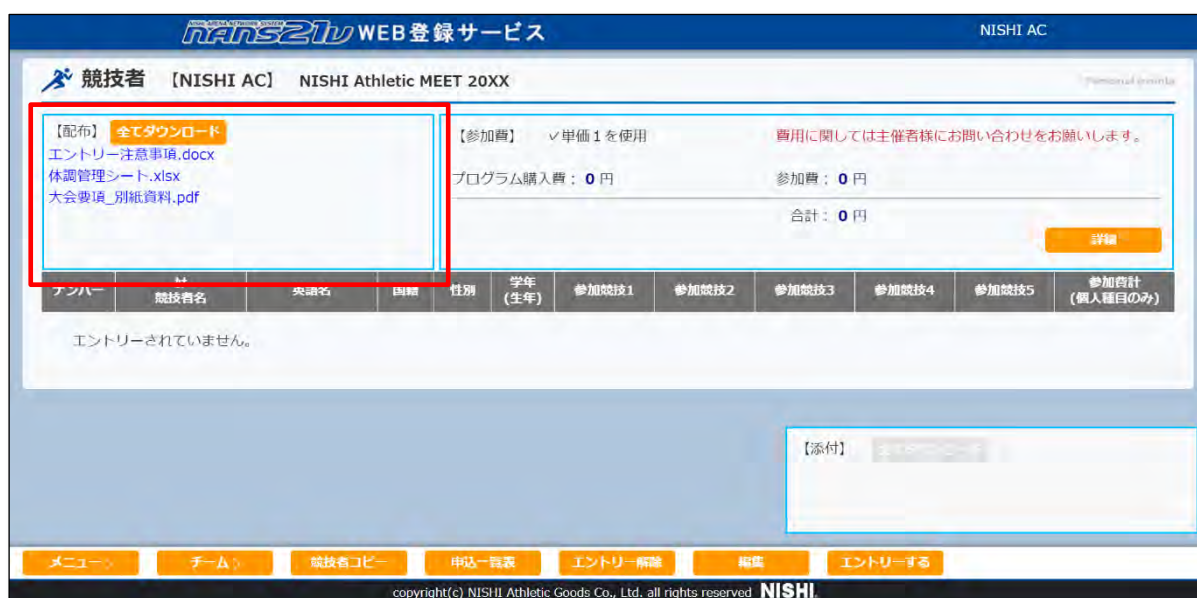 nans21v WEB登録サービス NISHI AC
競技者 【NISHI AC】 NISHI Athletic MEET 20XX
【配布】 全てダウンロード
エントリー注意事項.docx
体調管理シート.xlsx
大会要項_別紙資料.pdf
【参加費】 ✓単価1を使用 費用に関しては主催者様にお問い合わせをお願いします。
プログラム購入費: 0 円 参加費: 0 円
合計: 0 円
詳細
ナンバー 競技者名 英語名 国籍 性別 学年(生年) 参加競技1 参加競技2 参加競技3 参加競技4 参加競技5 参加費計(個人種目のみ)
エントリーされていません。
【添付】
メニュー> チーム> 競技者コピー 申込一覧表 エントリー解除 編集 エントリーする
copyright(c) NISHI Athletic Goods Co., Ltd. all rights reserved NISHI.